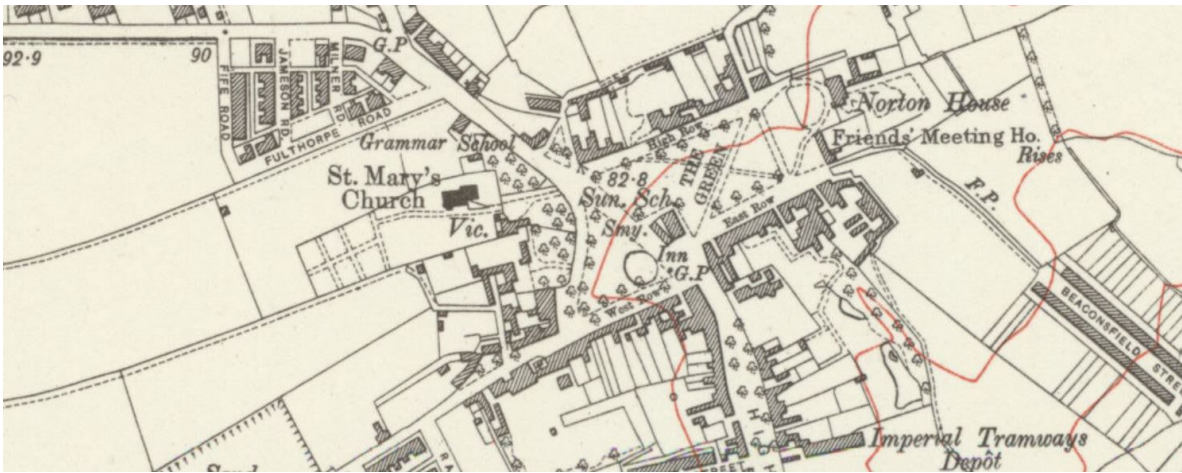 92·9
90
G.P
FIFE ROAD
JAMESON RD.
MILNER RD.
FULTHORPE ROAD
Grammar School
St. Mary's
Church
Vic.
High Row
THE
GREEN
82·8
Sun. Sch.
Smy.
Inn
G.P
East Row
West Row
Norton House
Friends' Meeting Ho.
Rises
F.P.
BEACONSFIELD
Imperial Tramways
Depôt